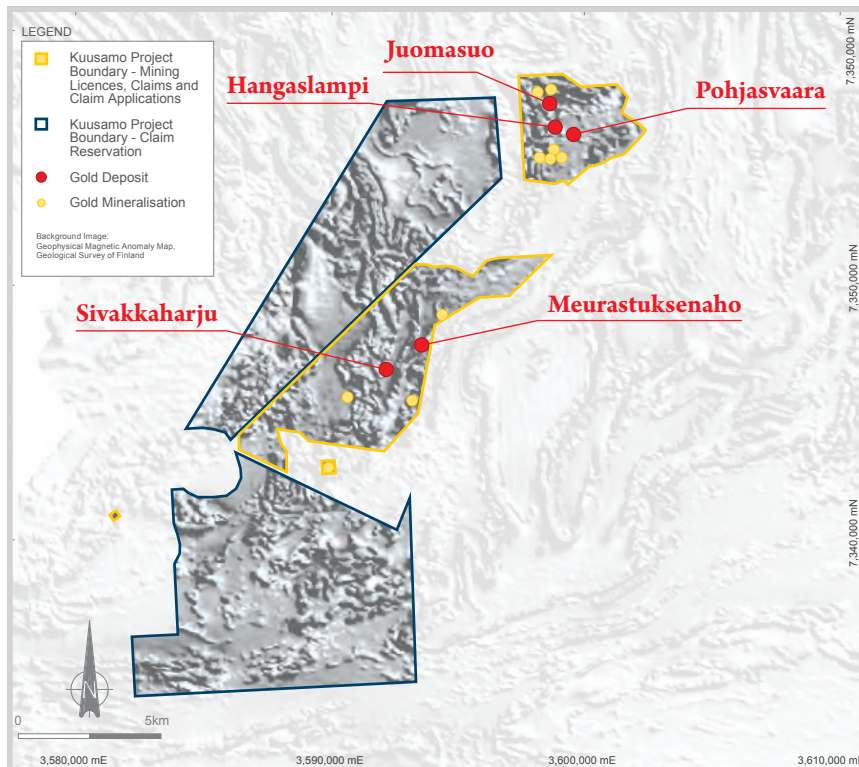 LEGEND
Kuusamo Project
Boundary - Mining
Licences, Claims and
Claim Applications
Kuusamo Project
Boundary - Claim
Reservation
Gold Deposit
Gold Mineralisation
Background Image:
Geophysical Magnetic Anomaly Map,
Geological Survey of Finland
Juomasuo
Hangaslampi
Pohjasvaara
Sivakkaharju
Meurastuksenaho
7,350,000 mN
7,350,000 mN
7,340,000 mN
N
0 5km
3,580,000 mE 3,590,000 mE 3,600,000 mE 3,610,000 mE